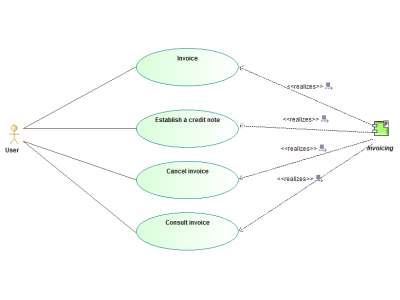 Invoice
<<realizes>>
Establish a credit note
<<realizes>>
User
Invoicing
<<realizes>>
Cancel invoice
<<realizes>>
Consult invoice